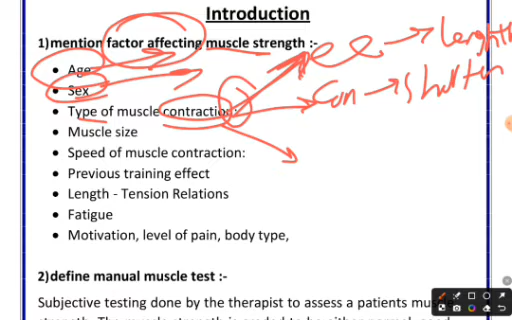 Introduction
1)mention factor affecting muscle strength :-
• Age
• Sex
• Type of muscle contraction:
• Muscle size
• Speed of muscle contraction:
• Previous training effect
• Length - Tension Relations
• Fatigue
• Motivation, level of pain, body type,
2)define manual muscle test :-
Subjective testing done by the therapist to assess a patients